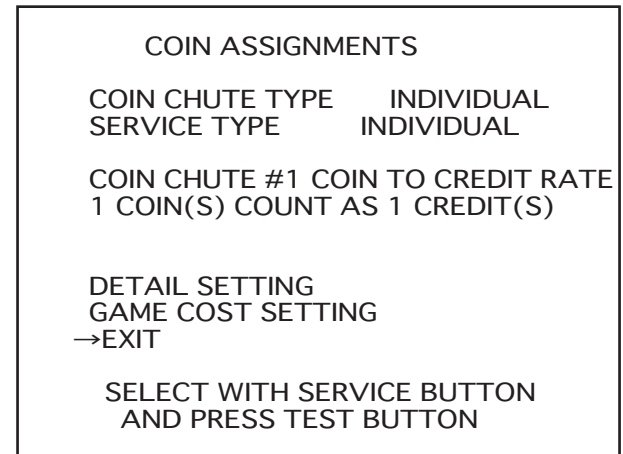 COIN ASSIGNMENTS
COIN CHUTE TYPE INDIVIDUAL
SERVICE TYPE INDIVIDUAL
COIN CHUTE #1 COIN TO CREDIT RATE
1 COIN(S) COUNT AS 1 CREDIT(S)
DETAIL SETTING
GAME COST SETTING
→EXIT
SELECT WITH SERVICE BUTTON
AND PRESS TEST BUTTON